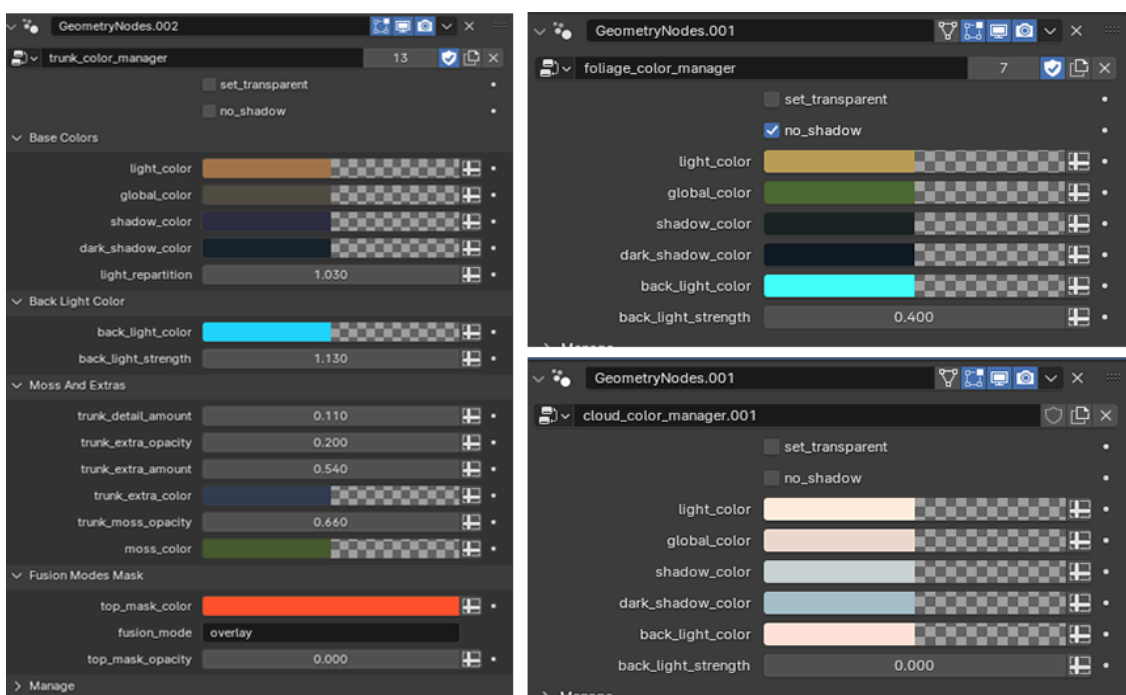 GeometryNodes.002
trunk_color_manager 13
set_transparent
no_shadow
Base Colors
light_color
global_color
shadow_color
dark_shadow_color
light_repartition 1.030
Back Light Color
back_light_color
back_light_strength 1.130
Moss And Extras
trunk_detail_amount 0.110
trunk_extra_opacity 0.200
trunk_extra_amount 0.540
trunk_extra_color
trunk_moss_opacity 0.660
moss_color
Fusion Modes Mask
top_mask_color
fusion_mode overlay
top_mask_opacity 0.000
Manage
GeometryNodes.001
foliage_color_manager 7
set_transparent
no_shadow
light_color
global_color
shadow_color
dark_shadow_color
back_light_color
back_light_strength 0.400
GeometryNodes.001
cloud_color_manager.001
set_transparent
no_shadow
light_color
global_color
shadow_color
dark_shadow_color
back_light_color
back_light_strength 0.000